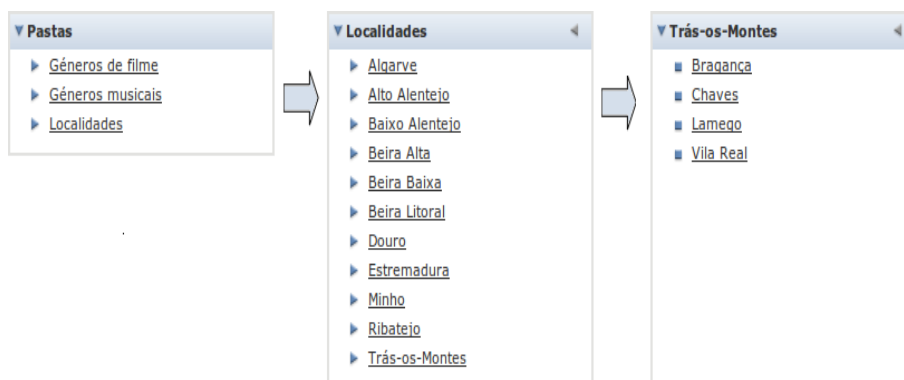 Pastas
Géneros de filme
Géneros musicais
Localidades
Localidades
Algarve
Alto Alentejo
Baixo Alentejo
Beira Alta
Beira Baixa
Beira Litoral
Douro
Estremadura
Minho
Ribatejo
Trás-os-Montes
Trás-os-Montes
Bragança
Chaves
Lamego
Vila Real